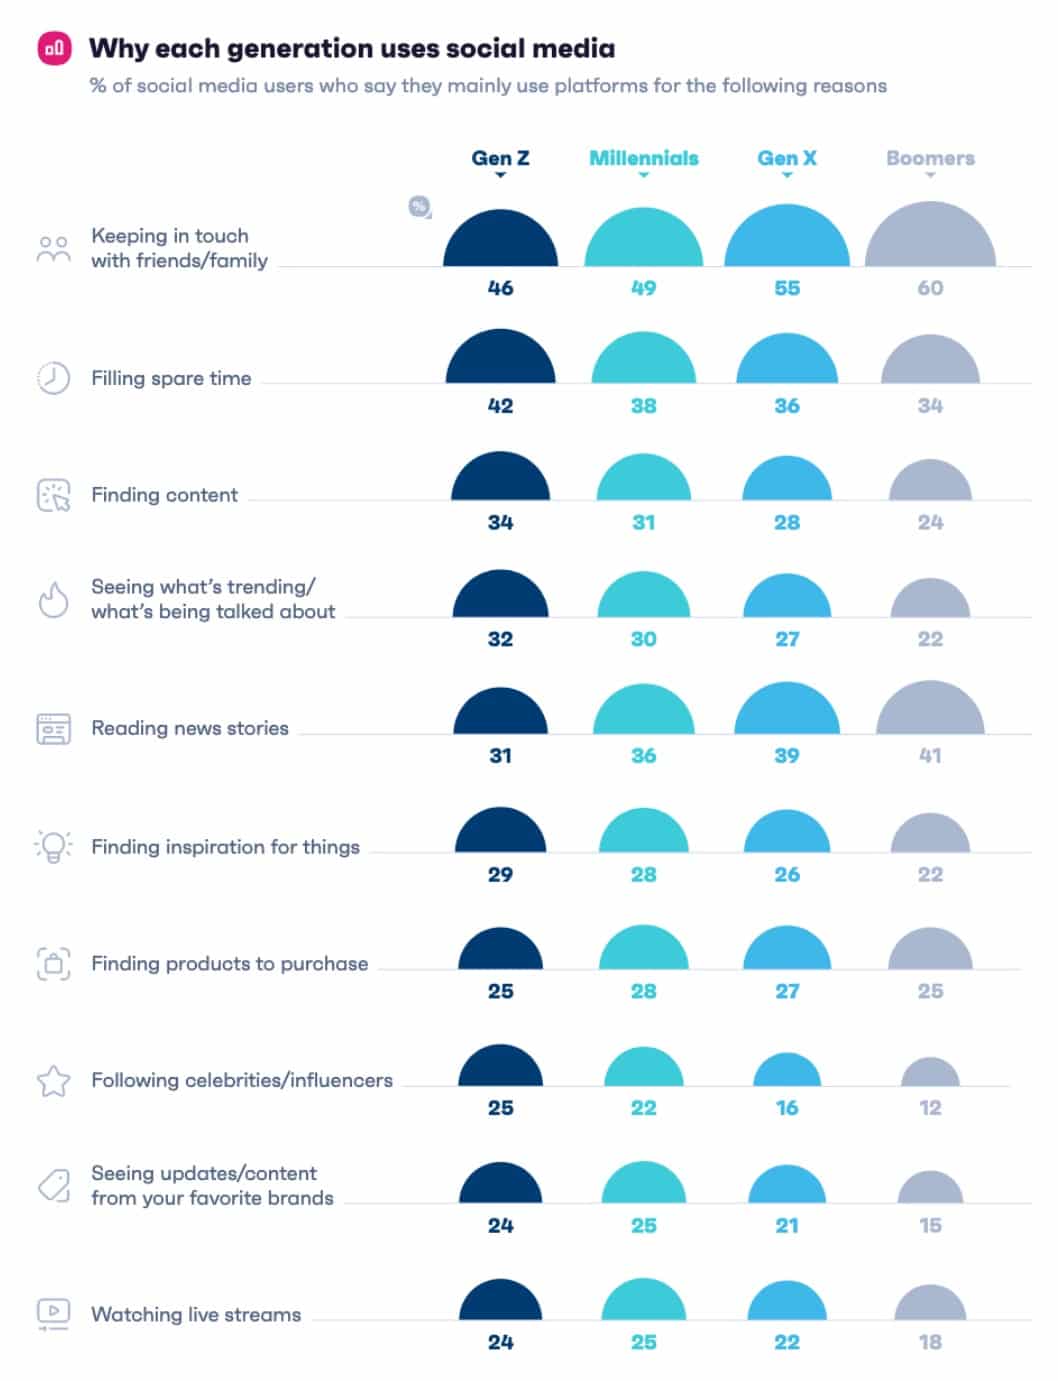 Why each generation uses social media
% of social media users who say they mainly use platforms for the following reasons
Gen Z Millennials Gen X Boomers
%
Keeping in touch
with friends/family
46 49 55 60
Filling spare time
42 38 36 34
Finding content
34 31 28 24
Seeing what's trending/
what's being talked about
32 30 27 22
Reading news stories
31 36 39 41
Finding inspiration for things
29 28 26 22
Finding products to purchase
25 28 27 25
Following celebrities/influencers
25 22 16 12
Seeing updates/content
from your favorite brands
24 25 21 15
Watching live streams
24 25 22 18